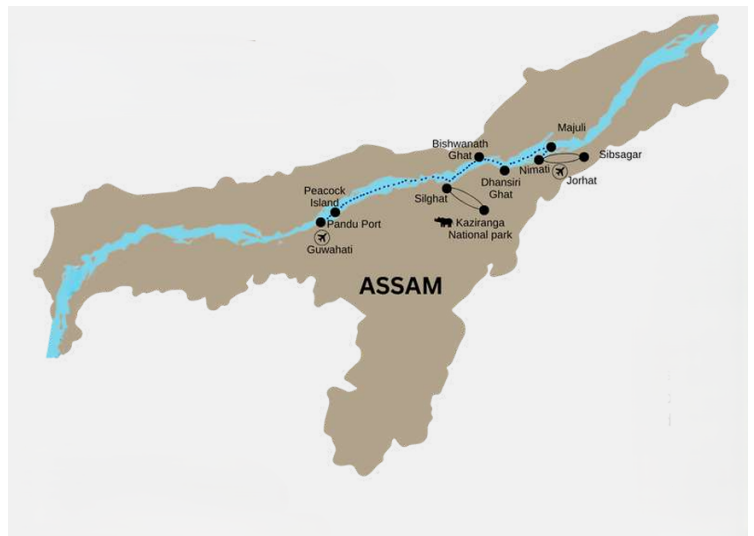 Majuli
Bishwanath
Ghat
Sibsagar
Nimati
Dhansiri
Ghat
Jorhat
Peacock
Island
Silghat
Pandu Port
Kaziranga
National park
Guwahati
ASSAM